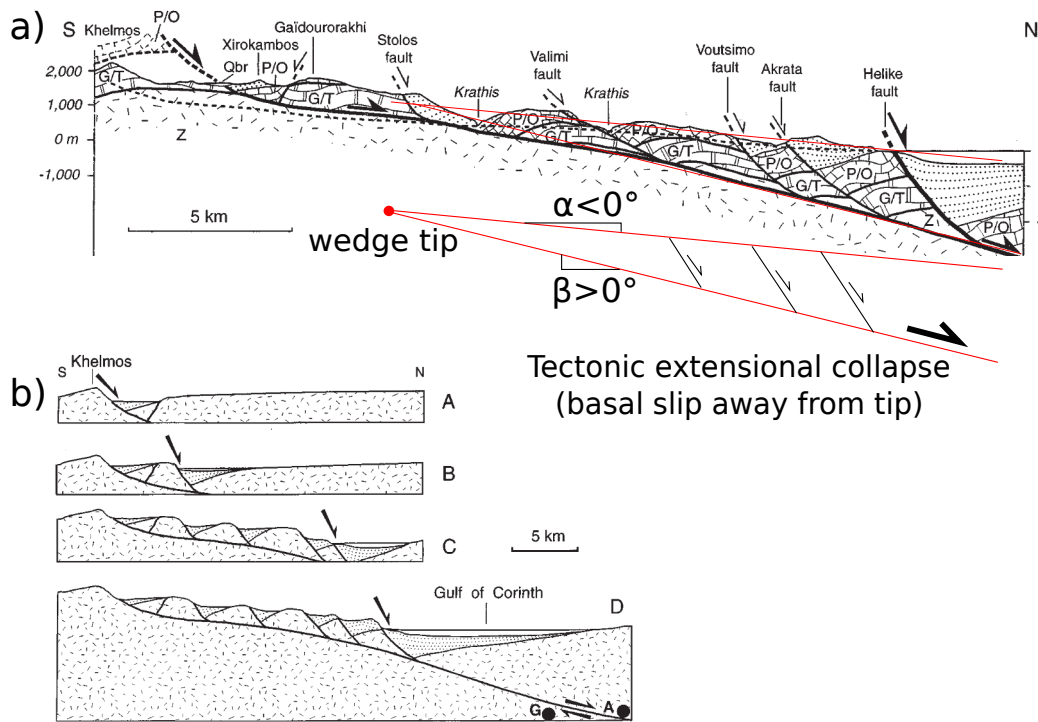 a)
S
N
Khelmos
P/O
Xirokambos
Qbr
P/O
Gaïdourorakhi
Stolos
fault
Krathis
Valimi
fault
Krathis
Voutsimo
fault
Akrata
fault
Helike
fault
2,000
1,000
0 m
-1,000
G/T
G/T
P/O
G/T
P/O
G/T
P/O
G/T
P/O
G/T
Z
P/O
Z
5 km
wedge tip
α<0°
β>0°
Tectonic extensional collapse
(basal slip away from tip)
b)
Khelmos
S
N
A
B
C
5 km
Gulf of Corinth
D
G
A